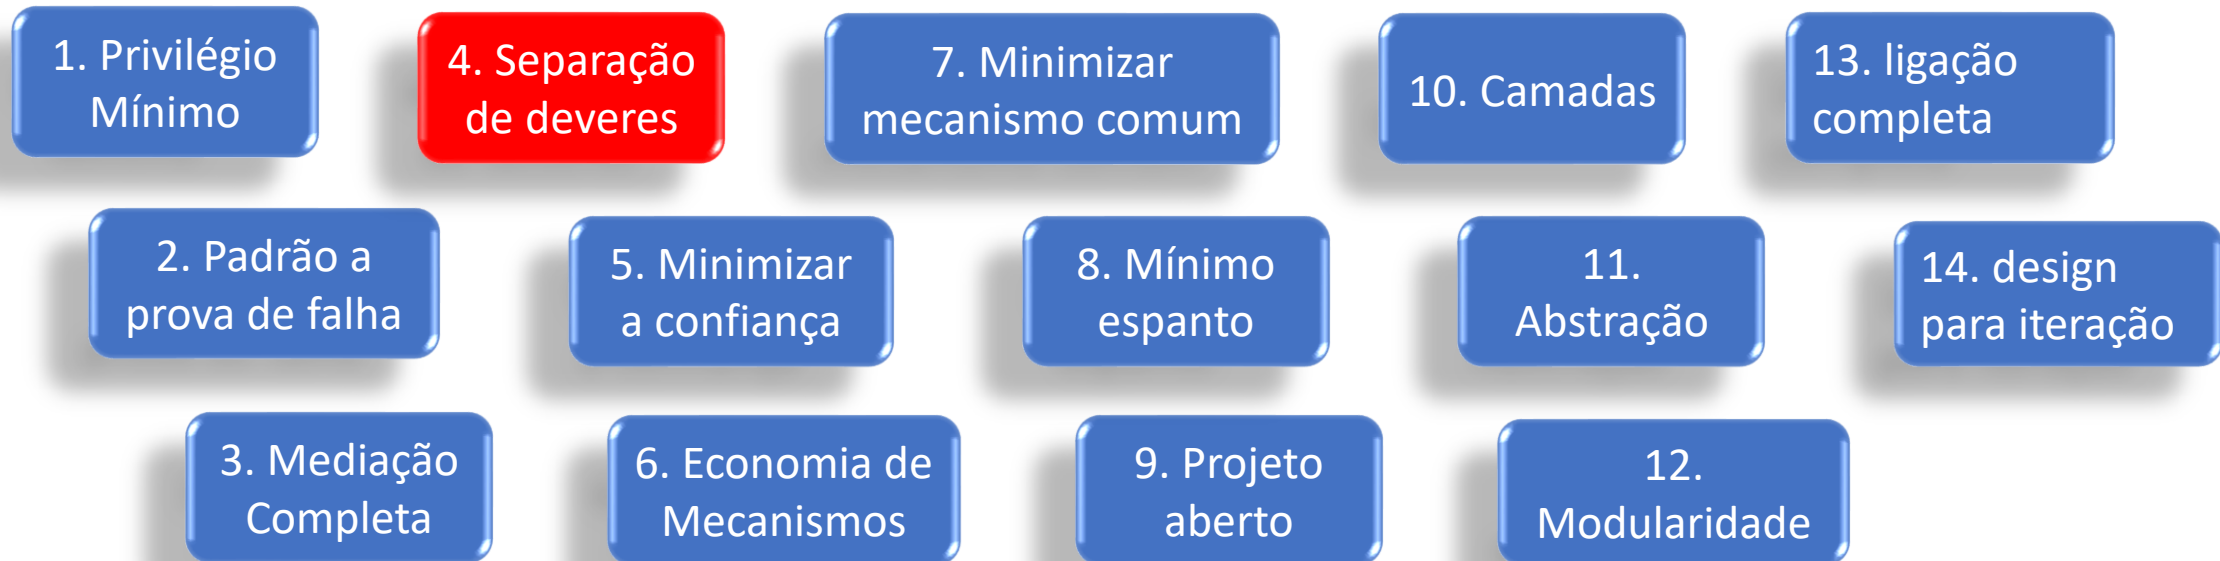 1. Privilégio
Mínimo
4. Separação
de deveres
7. Minimizar
mecanismo comum
10. Camadas
13. ligação
completa
2. Padrão a
prova de falha
5. Minimizar
a confiança
8. Mínimo
espanto
11.
Abstração
14. design
para iteração
3. Mediação
Completa
6. Economia de
Mecanismos
9. Projeto
aberto
12.
Modularidade